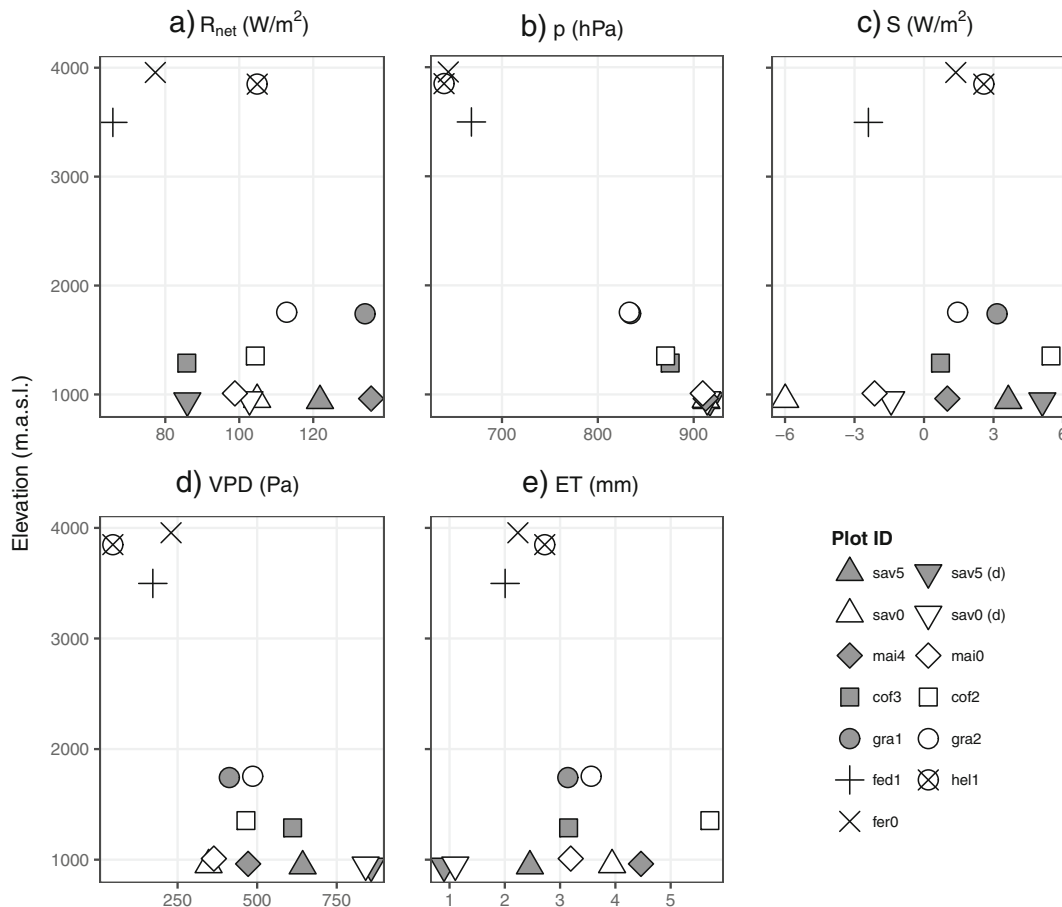 a) Rnet (W/m²)
b) p (hPa)
c) S (W/m²)
4000
3000
2000
1000
80 100 120
700 800 900
−6 −3 0 3 6
Elevation (m.a.s.l.)
d) VPD (Pa)
e) ET (mm)
4000
3000
2000
1000
250 500 750
1 2 3 4 5
Plot ID
sav5 sav5 (d)
sav0 sav0 (d)
mai4 mai0
cof3 cof2
gra1 gra2
fed1 hel1
fer0